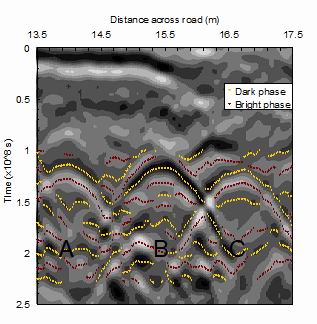 Distance across road (m)
13.5 14.5 15.5 16.5 17.5
0
0.5
1
1.5
2
2.5
Time (x10^8 s)
Dark phase
Bright phase
A B C